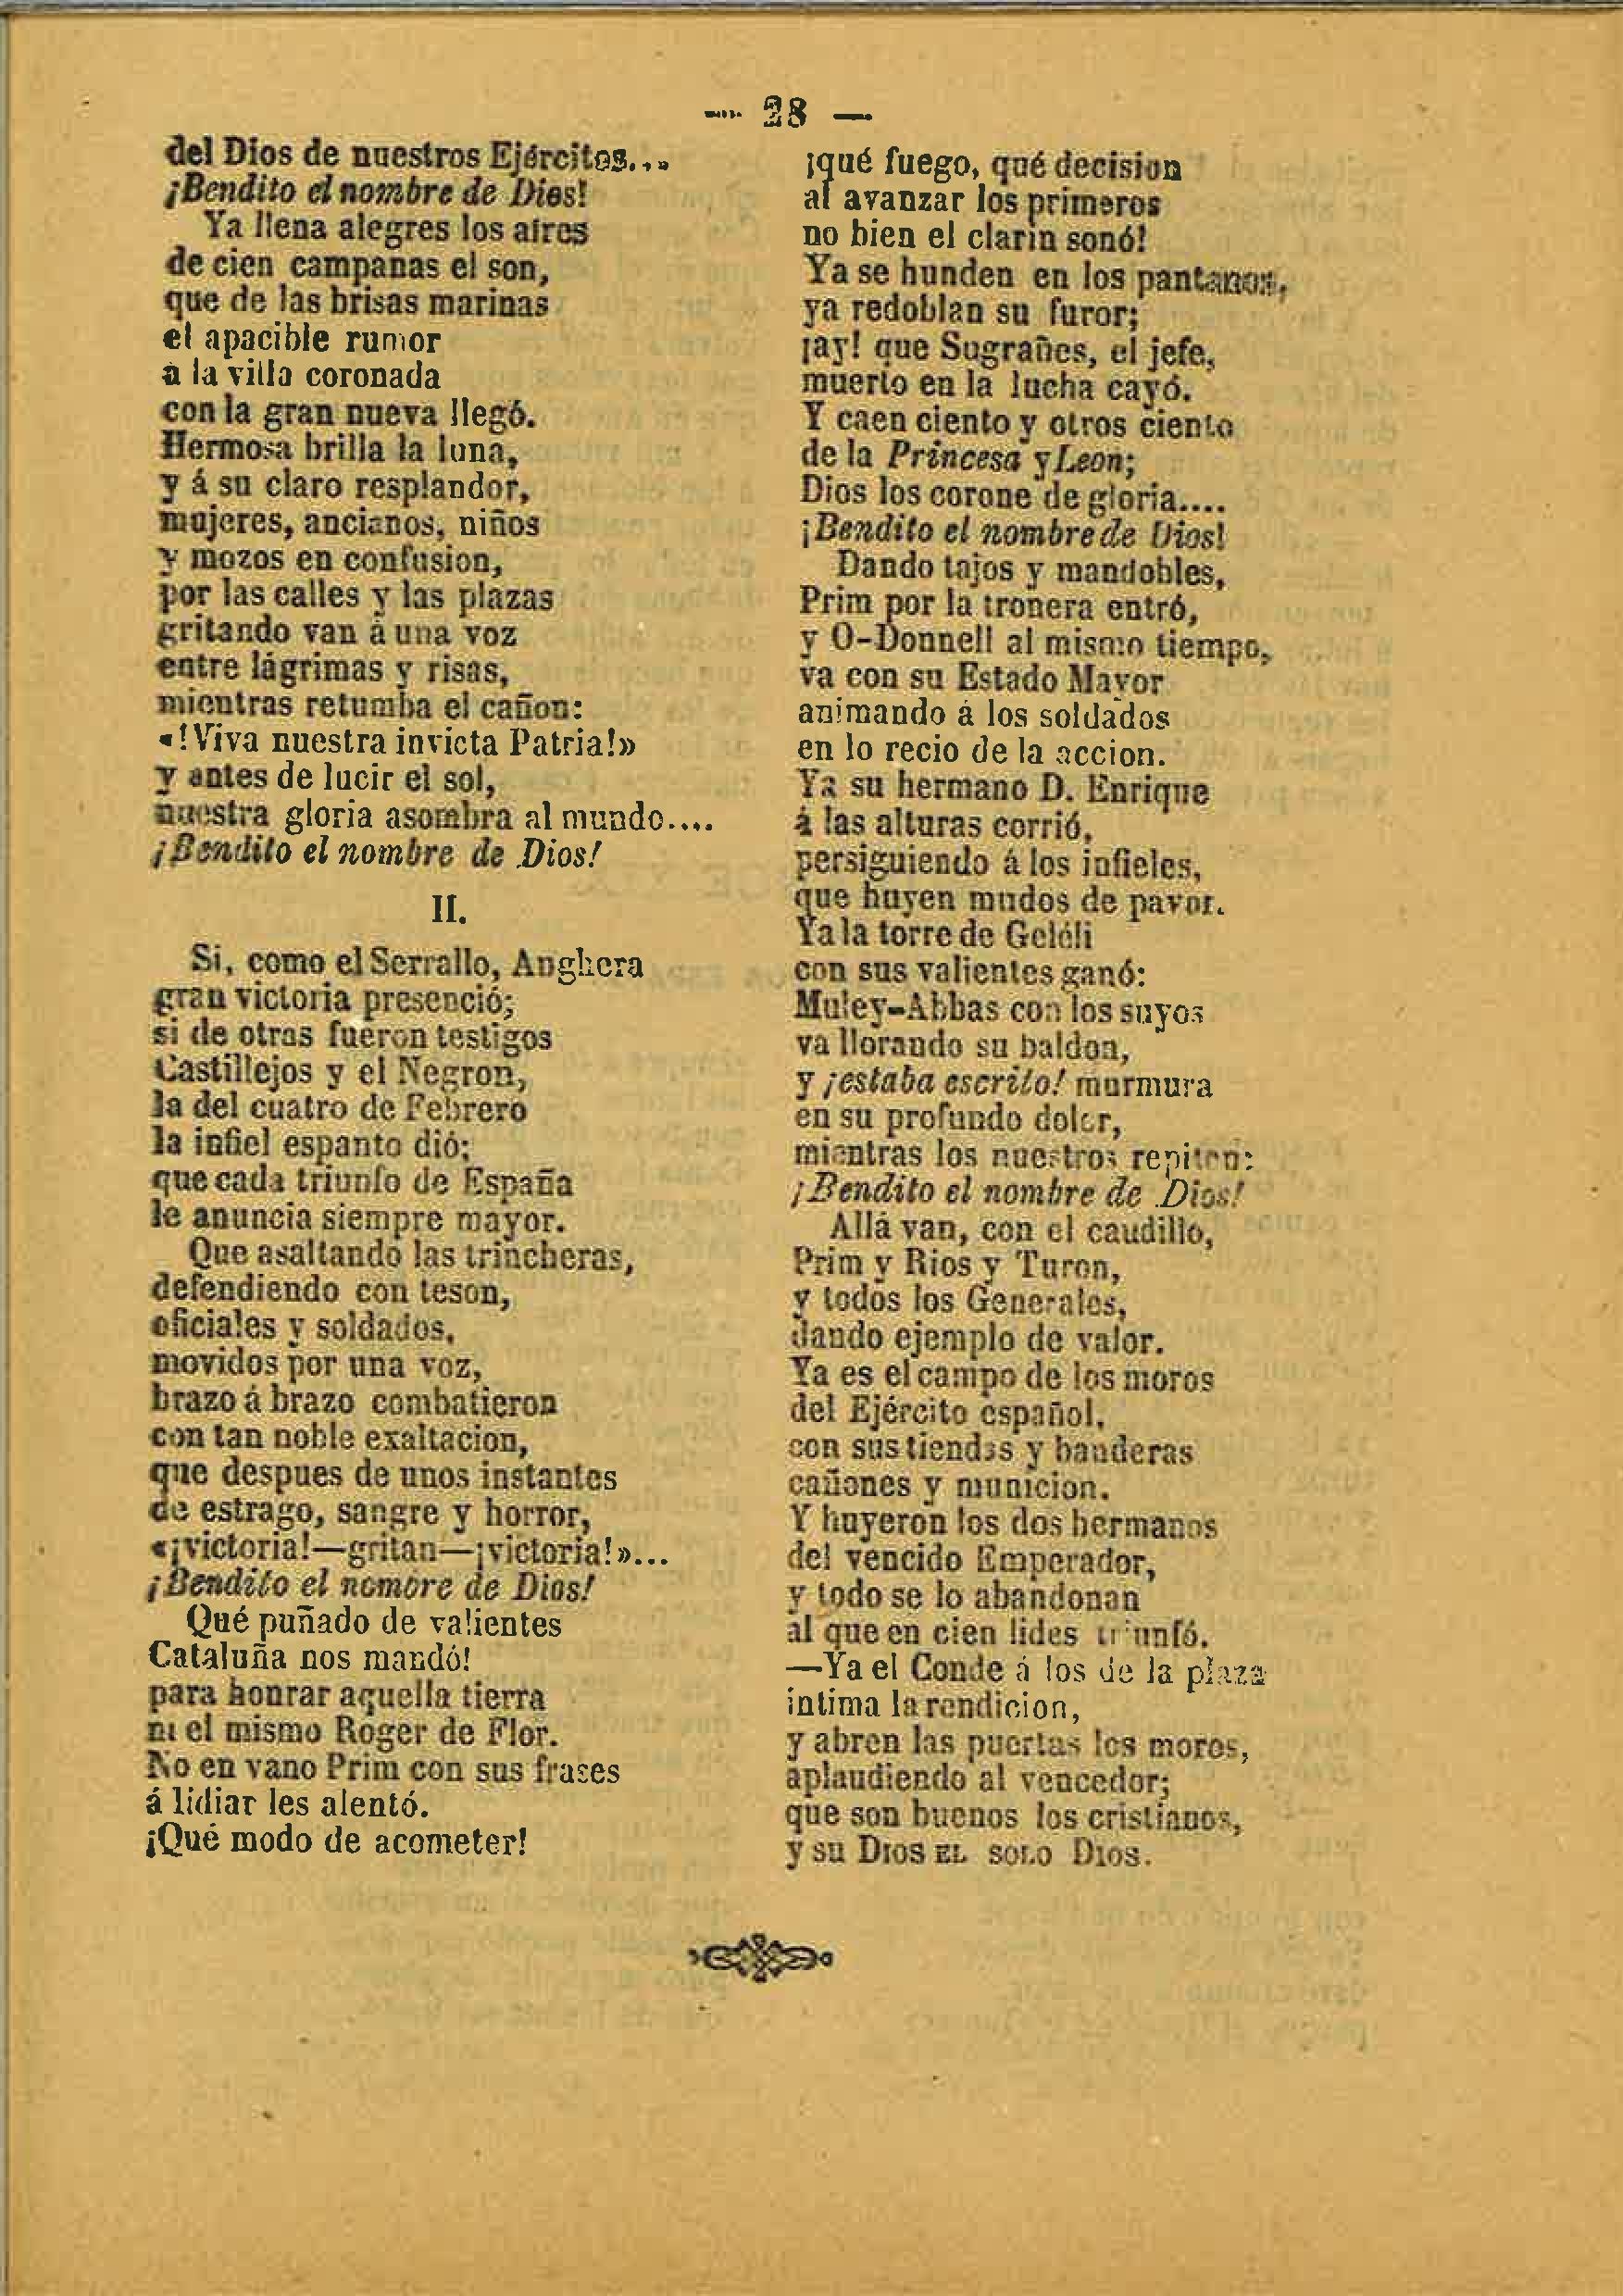 — 28 —
del Dios de nuestros Ejércitos...
¡Bendito el nombre de Dios!
Ya llena alegres los aires
de cien campanas el son,
que de las brisas marinas
el apacible rumor
á la villa coronada
con la gran nueva llegó.
Hermosa brilla la luna,
y á su claro resplandor,
mujeres, ancianos, niños
y mozos en confusion,
por las calles y las plazas
gritando van á una voz
entre lágrimas y risas,
mientras retumba el cañon:
«!Viva nuestra invicta Patria!»
y antes de lucir el sol,
nuestra gloria asombra al mundo....
¡Bendito el nombre de Dios!
II.
Si, como el Serrallo, Anghera
gran victoria presenció;
si de otras fueron testigos
Castillejos y el Negron,
la del cuatro de Febrero
la infiel espanto dió;
que cada triunfo de España
le anuncia siempre mayor.
Que asaltando las trincheras,
defendiendo con teson,
oficiales y soldados,
movidos por una voz,
brazo á brazo combatieron
con tan noble exaltacion,
que despues de unos instantes
de estrago, sangre y horror,
«¡victoria!—gritan—¡victoria!»...
¡Bendito el nombre de Dios!
Qué puñado de valientes
Cataluña nos mandó!
para honrar aquella tierra
ni el mismo Roger de Flor.
No en vano Prim con sus frases
á lidiar les alentó.
¡Qué modo de acometer!
¡qué fuego, qué decision
al avanzar los primeros
no bien el clarin sonó!
Ya se hunden en los pantanos,
ya redoblan su furor;
¡ay! que Sugrañes, el jefe,
muerto en la lucha cayó.
Y caen ciento y otros ciento
de la Princesa y Leon;
Dios los corone de gloria....
¡Bendito el nombre de Dios!
Dando tajos y mandobles,
Prim por la tronera entró,
y O-Donnell al mismo tiempo,
va con su Estado Mayor
animando á los soldados
en lo recio de la accion.
Ya su hermano D. Enrique
á las alturas corrió,
persiguiendo á los infieles,
que huyen mudos de pavor.
Ya la torre de Geléli
con sus valientes ganó:
Muley-Abbas con los suyos
va llorando su baldon,
y ¡estaba escrito! murmura
en su profundo dolor,
mientras los nuestros repiten:
¡Bendito el nombre de Dios!
Allá van, con el caudillo,
Prim y Rios y Turon,
y todos los Generales,
dando ejemplo de valor.
Ya es el campo de los moros
del Ejército español,
con sus tiendas y banderas
cañones y municion.
Y huyeron los dos hermanos
del vencido Emperador,
y todo se lo abandonan
al que en cien lides triunfó.
—Ya el Conde á los de la plaza
intima la rendicion,
y abren las puertas los moros,
aplaudiendo al vencedor;
que son buenos los cristianos,
y su DIOS EL SOLO DIOS.